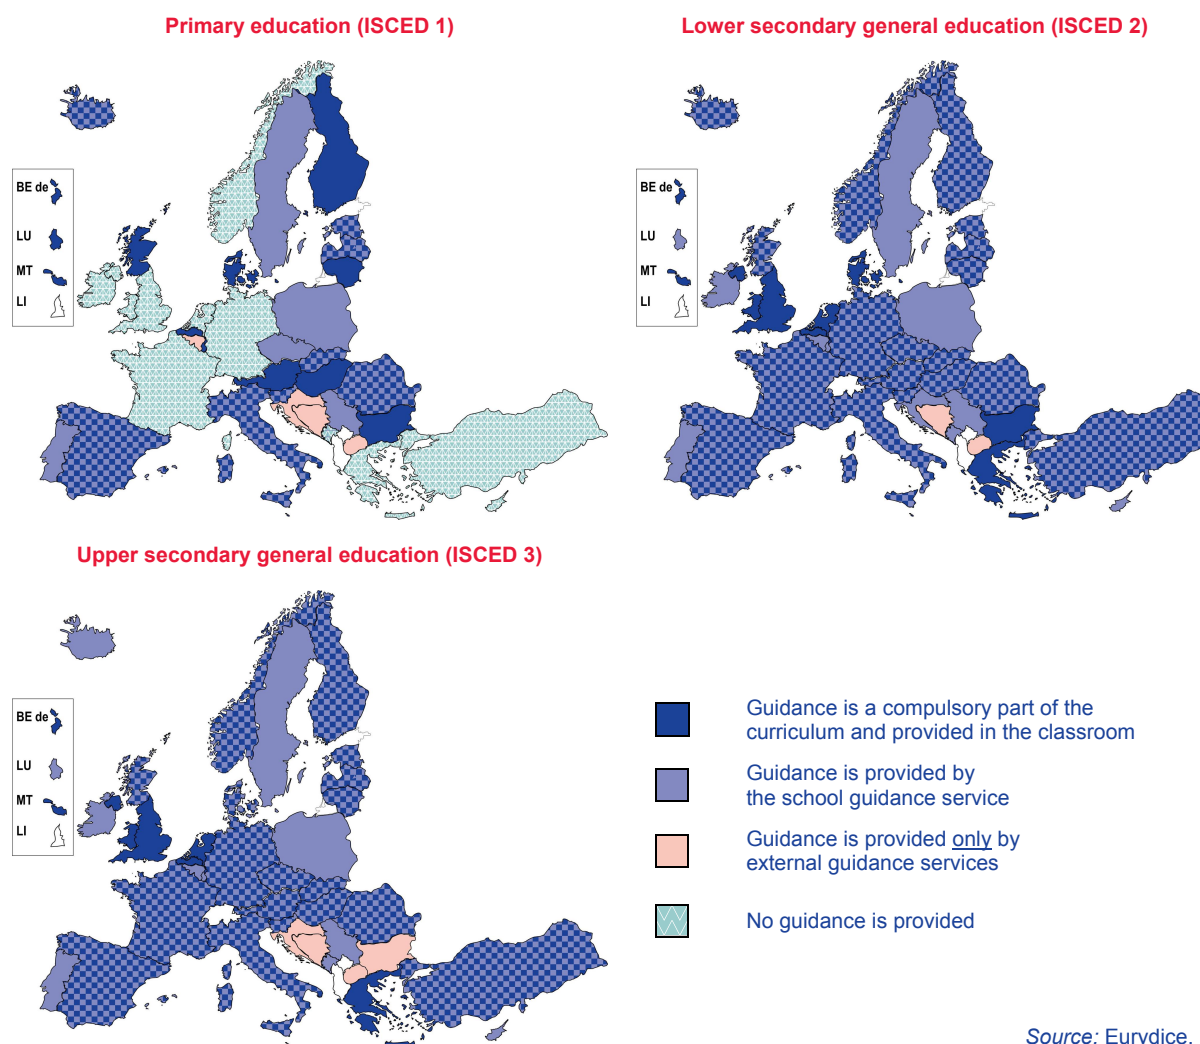 Primary education (ISCED 1)
Lower secondary general education (ISCED 2)
BE de
LU
MT
LI
BE de
LU
MT
LI
Upper secondary general education (ISCED 3)
BE de
LU
MT
LI
Guidance is a compulsory part of the
curriculum and provided in the classroom
Guidance is provided by
the school guidance service
Guidance is provided only by
external guidance services
No guidance is provided
Source: Eurydice.